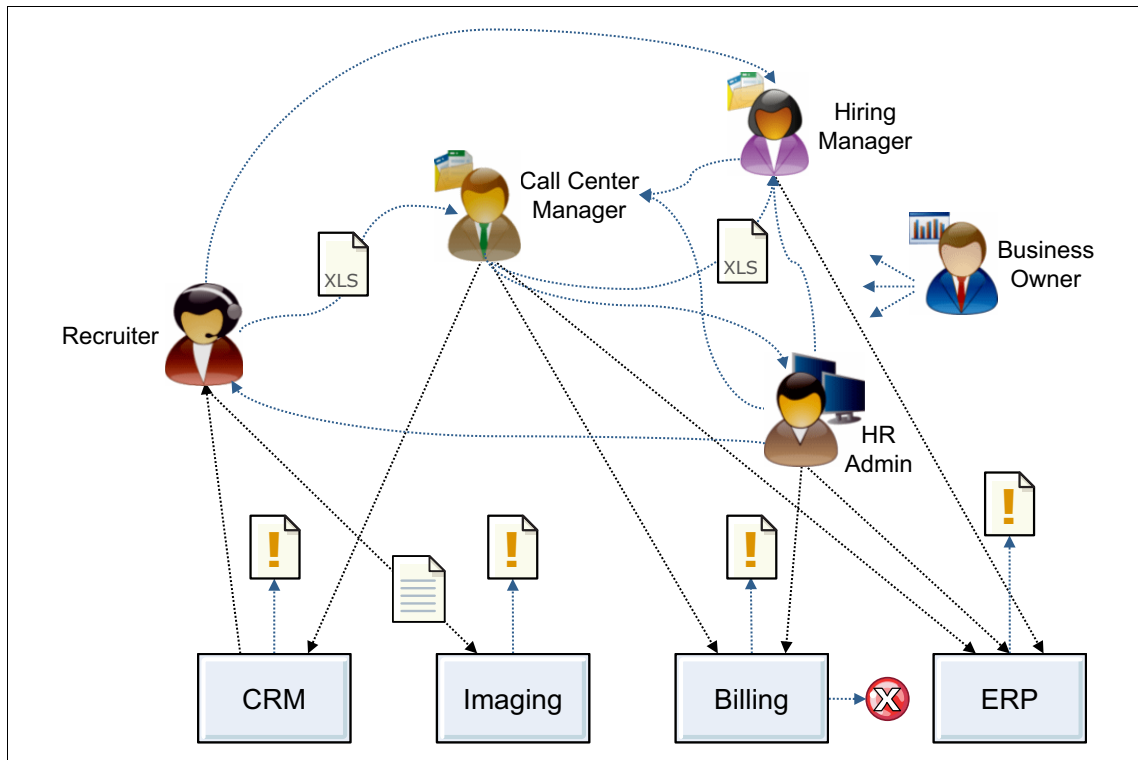 Hiring
Manager
Call Center
Manager
XLS
XLS
Business
Owner
Recruiter
HR
Admin
!
!
!
!
CRM
Imaging
Billing
X
ERP